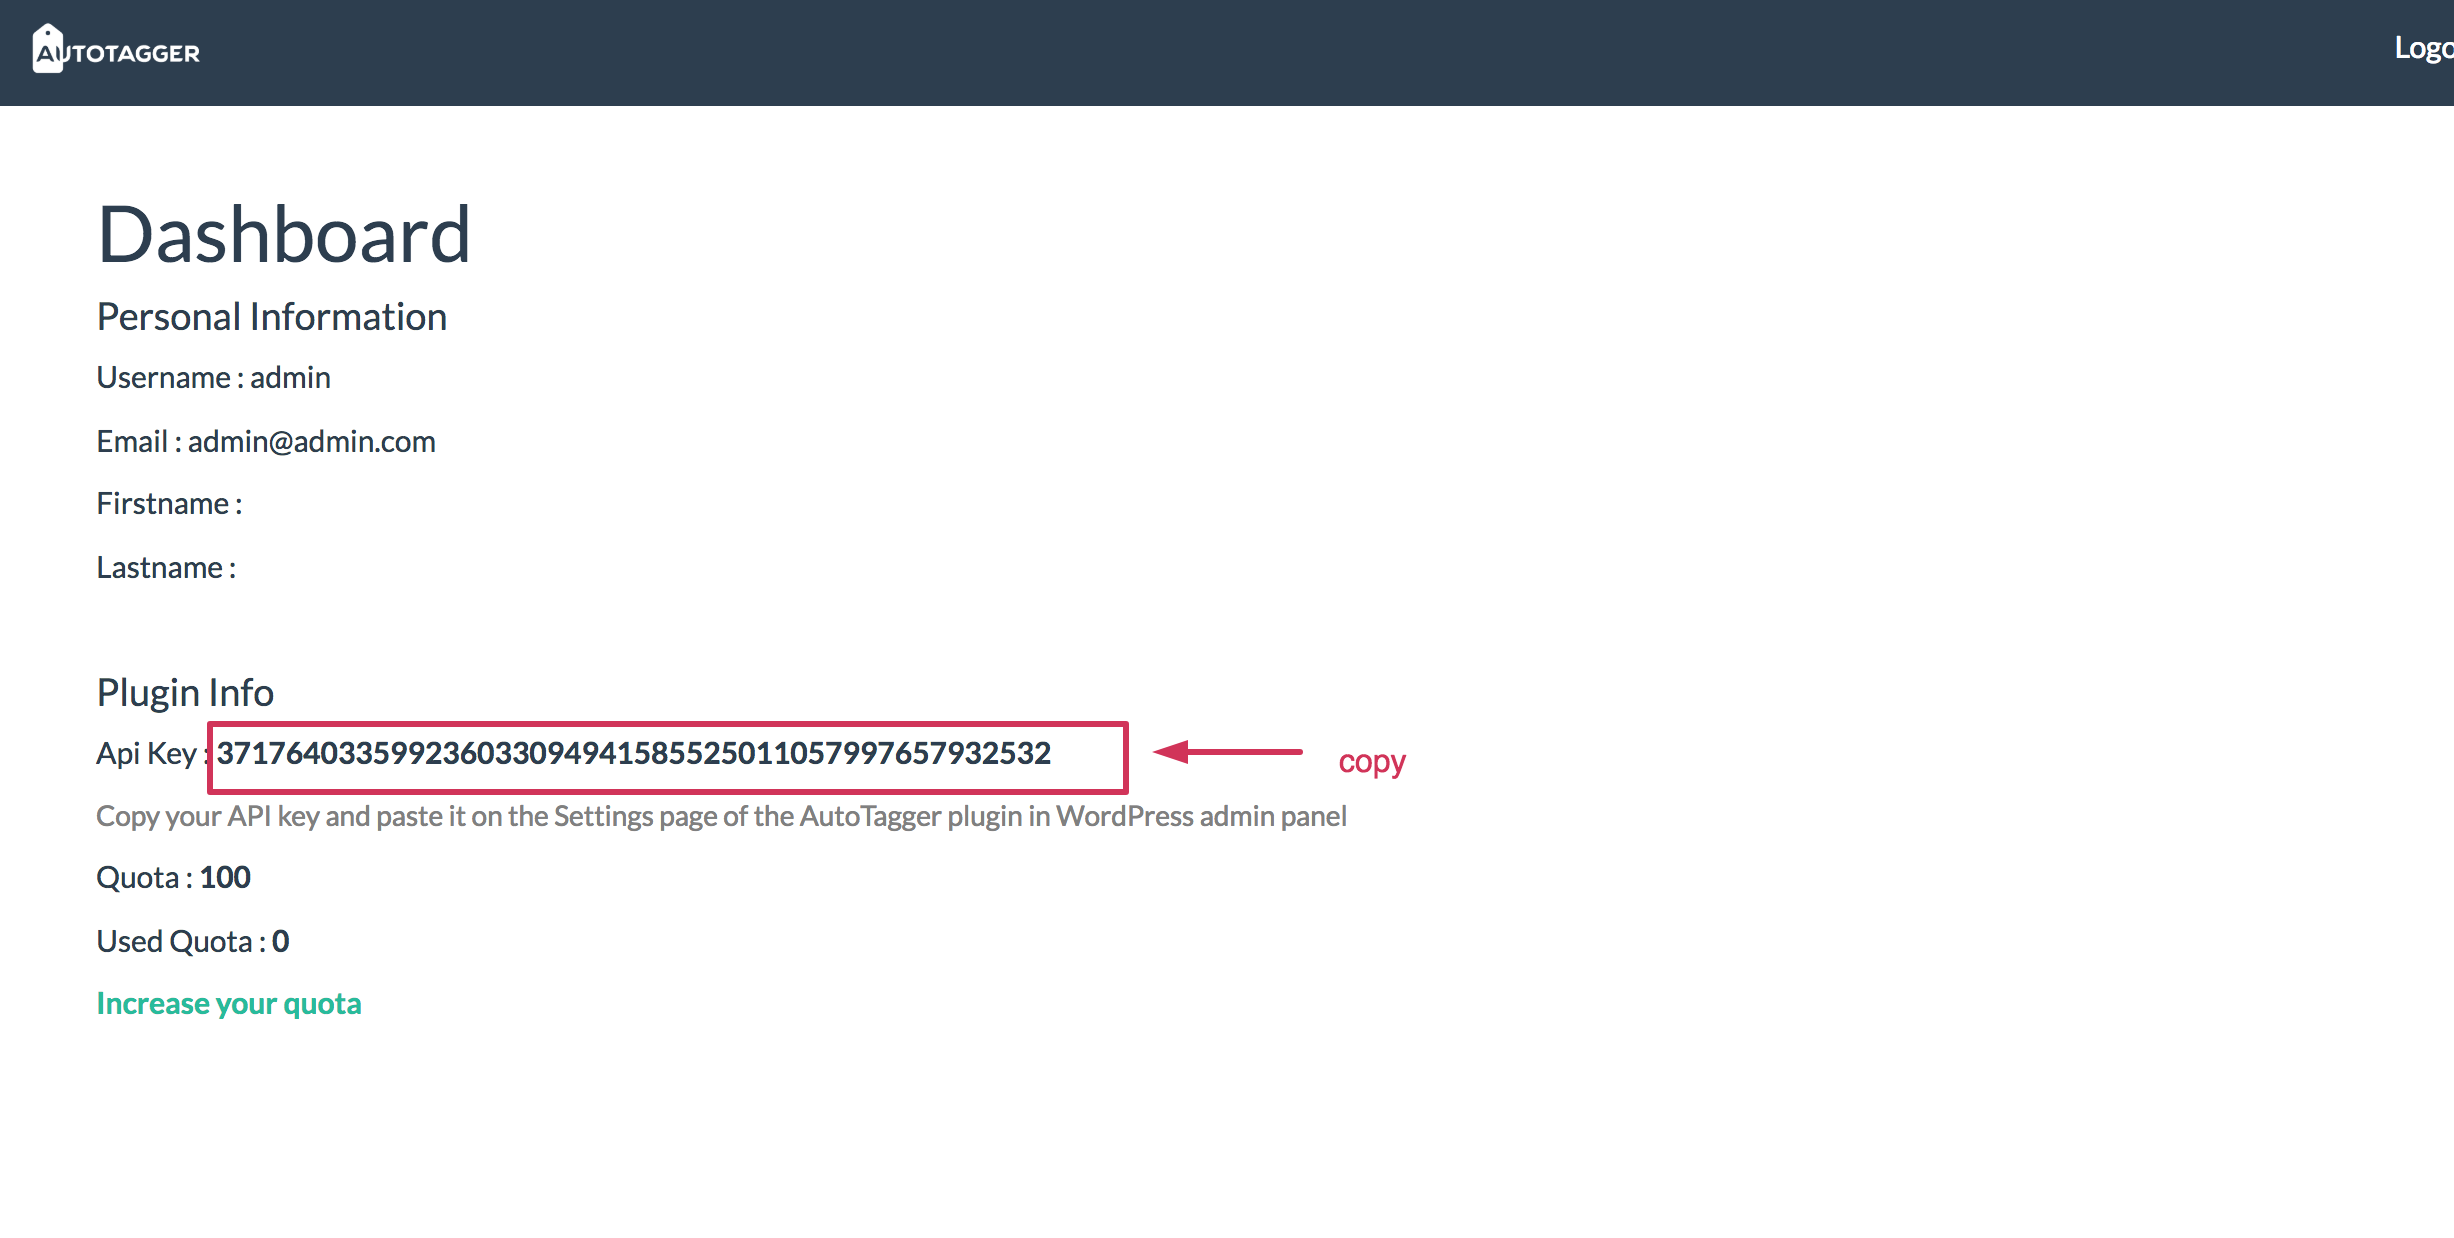 AUTOTAGGER
Logo
Dashboard
Personal Information
Username : admin
Email : admin@admin.com
Firstname :
Lastname :
Plugin Info
Api Key : 371764033599236033094941585525011057997657932532
copy
Copy your API key and paste it on the Settings page of the AutoTagger plugin in WordPress admin panel
Quota : 100
Used Quota : 0
Increase your quota